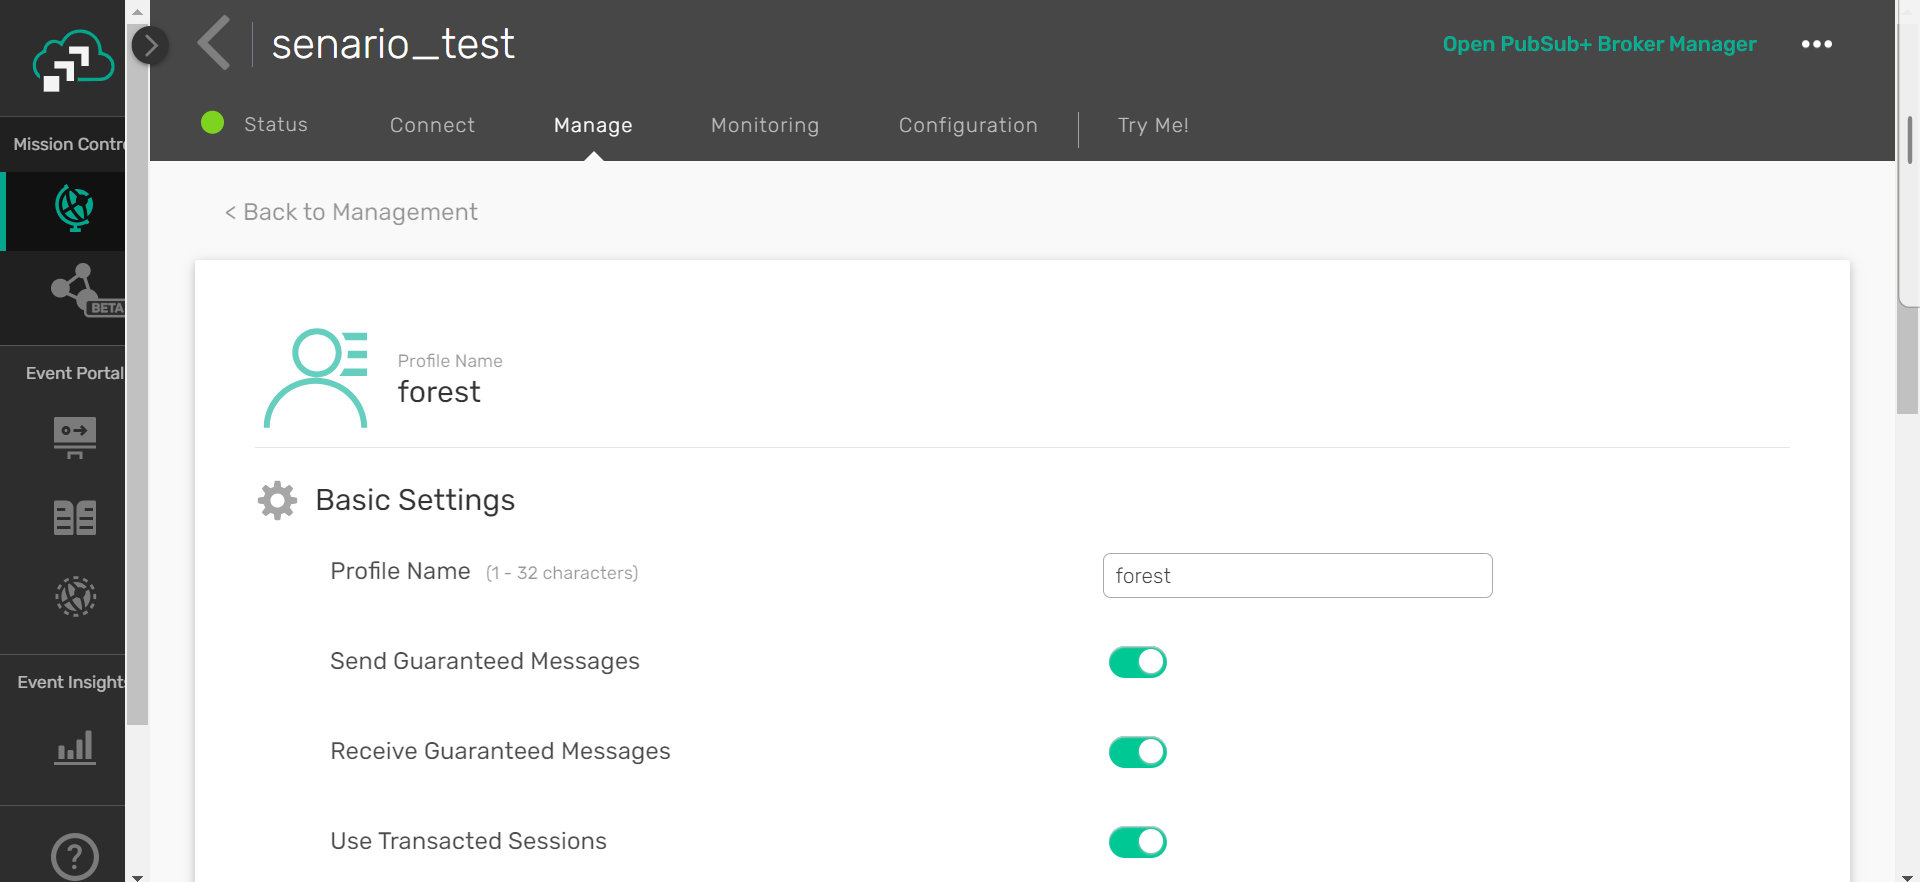 senario_test
Open PubSub+ Broker Manager
Status
Connect
Manage
Monitoring
Configuration
Try Me!
Mission Contr
BETA
Event Portal
Event Insight
< Back to Management
Profile Name
forest
Basic Settings
Profile Name (1 - 32 characters)
forest
Send Guaranteed Messages
Receive Guaranteed Messages
Use Transacted Sessions